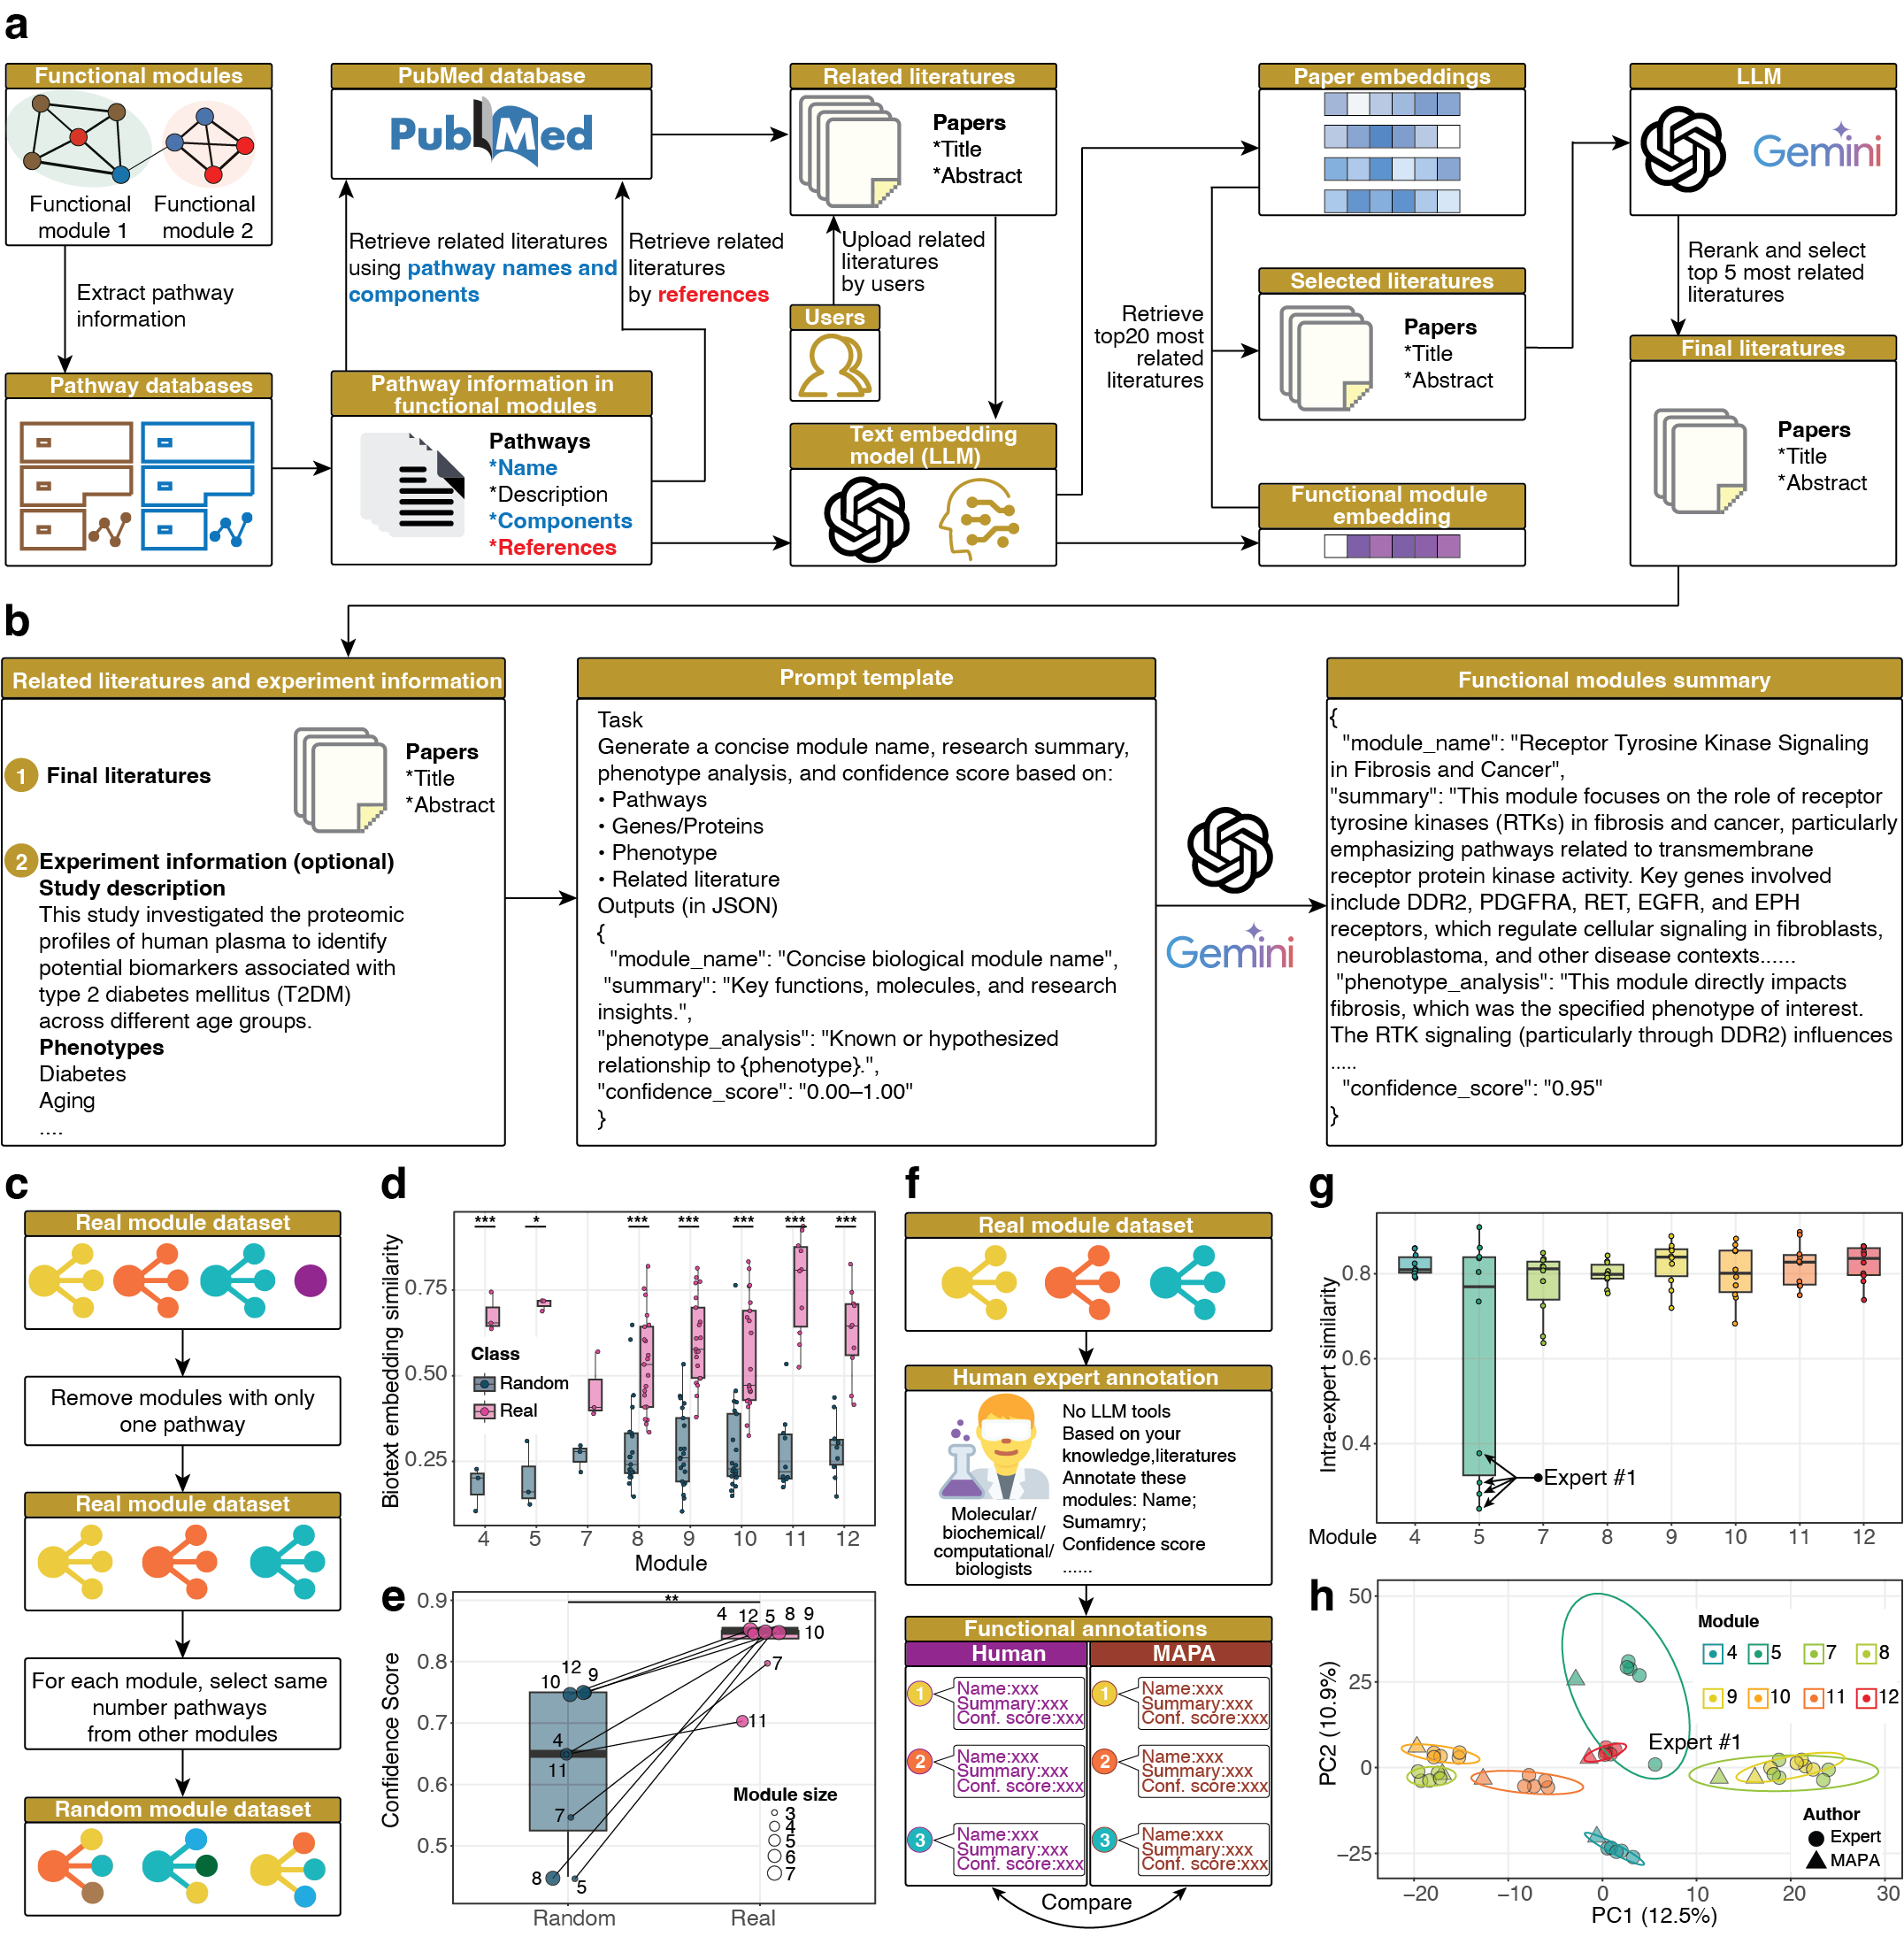 a
Functional modules
Functional
module 1
Functional
module 2
Extract pathway
information
Pathway databases
PubMed database
PubMed
Retrieve related literatures
using pathway names and
components
Retrieve related
literatures
by references
Pathway information in
functional modules
Pathways
*Name
*Description
*Components
*References
Related literatures
Papers
*Title
*Abstract
Upload related
literatures
by users
Users
Text embedding
model (LLM)
Paper embeddings
Retrieve
top20 most
related
literatures
Selected literatures
Papers
*Title
*Abstract
Functional module
embedding
LLM
Gemini
Rerank and select
top 5 most related
literatures
Final literatures
Papers
*Title
*Abstract
b
Related literatures and experiment information
1 Final literatures
Papers
*Title
*Abstract
2 Experiment information (optional)
Study description
This study investigated the proteomic
profiles of human plasma to identify
potential biomarkers associated with
type 2 diabetes mellitus (T2DM)
across different age groups.
Phenotypes
Diabetes
Aging
....
Prompt template
Task
Generate a concise module name, research summary,
phenotype analysis, and confidence score based on:
• Pathways
• Genes/Proteins
• Phenotype
• Related literature
Outputs (in JSON)
{
"module_name": "Concise biological module name",
"summary": "Key functions, molecules, and research
insights.",
"phenotype_analysis": "Known or hypothesized
relationship to {phenotype}.",
"confidence_score": "0.00–1.00"
}
Gemini
Functional modules summary
{
"module_name": "Receptor Tyrosine Kinase Signaling
in Fibrosis and Cancer",
"summary": "This module focuses on the role of receptor
tyrosine kinases (RTKs) in fibrosis and cancer, particularly
emphasizing pathways related to transmembrane
receptor protein kinase activity. Key genes involved
include DDR2, PDGFRA, RET, EGFR, and EPH
receptors, which regulate cellular signaling in fibroblasts,
neuroblastoma, and other disease contexts......
"phenotype_analysis": "This module directly impacts
fibrosis, which was the specified phenotype of interest.
The RTK signaling (particularly through DDR2) influences
.....
"confidence_score": "0.95"
}
c
Real module dataset
Remove modules with only
one pathway
Real module dataset
For each module, select same
number pathways
from other modules
Random module dataset
d
Biotext embedding similarity
0.75
0.50
0.25
*** * *** *** *** *** ***
Class
Random
Real
4 5 7 8 9 10 11 12
Module
e
Confidence Score
0.9
0.8
0.7
0.6
0.5
**
4 12 5 8 9
10
7
11
12
10 9
4
11
7
8
5
Module size
3
4
5
6
7
Random Real
f
Real module dataset
Human expert annotation
No LLM tools
Based on your
knowledge,literatures
Annotate these
modules: Name;
Sumamry;
Confidence score
......
Molecular/
biochemical/
computational/
biologists
Functional annotations
Human MAPA
1 Name:xxx
Summary:xxx
Conf. score:xxx
1 Name:xxx
Summary:xxx
Conf. score:xxx
2 Name:xxx
Summary:xxx
Conf. score:xxx
2 Name:xxx
Summary:xxx
Conf. score:xxx
3 Name:xxx
Summary:xxx
Conf. score:xxx
3 Name:xxx
Summary:xxx
Conf. score:xxx
Compare
g
Intra-expert similarity
0.8
0.6
0.4
Expert #1
Module 4 5 7 8 9 10 11 12
h
PC2 (10.9%)
50
25
0
−25
Module
4 5 7 8
9 10 11 12
Expert #1
Author
Expert
MAPA
−20 −10 0 10 20 30
PC1 (12.5%)